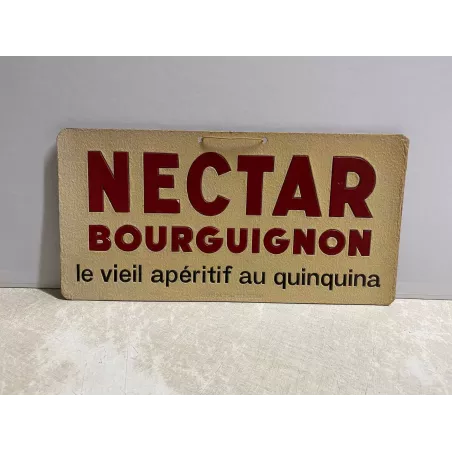 NECTAR
BOURGUIGNON
le vieil apéritif au quinquina